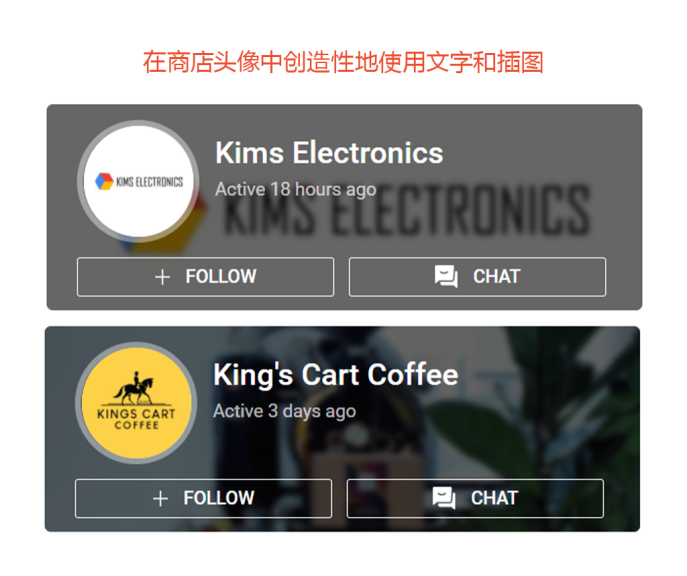 在商店头像中创造性地使用文字和插图
KIMS ELECTRONICS
Kims Electronics
Active 18 hours ago
KIMS ELECTRONICS
+ FOLLOW
CHAT
KINGS CART
COFFEE
King's Cart Coffee
Active 3 days ago
+ FOLLOW
CHAT